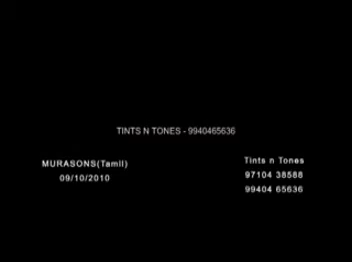 TINTS N TONES - 9940465636
MURASONS(Tamil)
09/10/2010
Tints n Tones
97104 38588
99404 65636